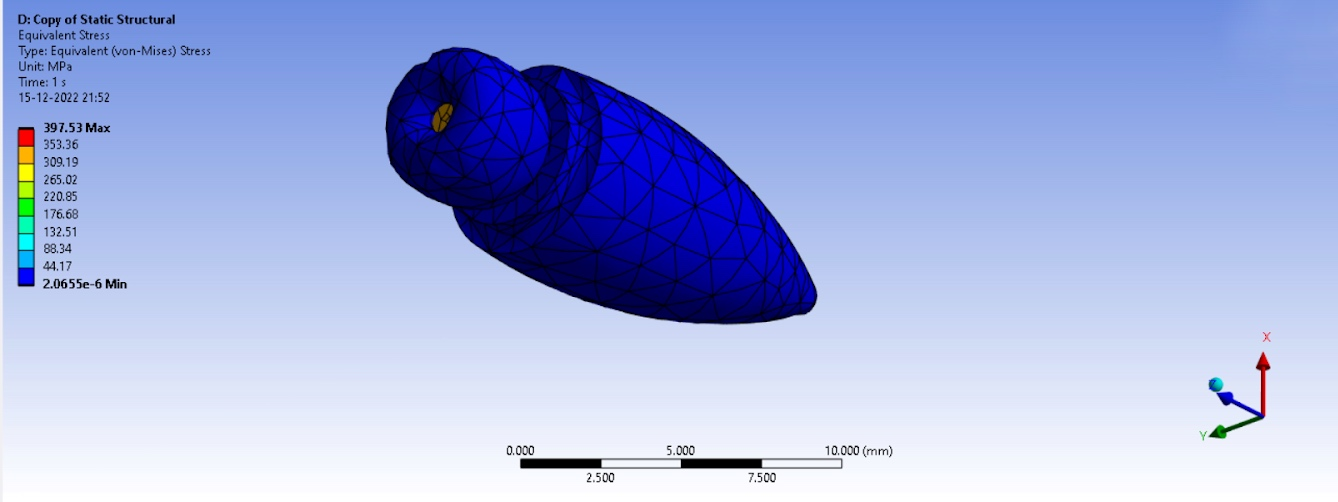 D: Copy of Static Structural
Equivalent Stress
Type: Equivalent (von-Mises) Stress
Unit: MPa
Time: 1 s
15-12-2022 21:52
397.53 Max
353.36
309.19
265.02
220.85
176.68
132.51
88.34
44.17
2.0655e-6 Min
X
Y
0.000 5.000 10.000 (mm)
2.500 7.500